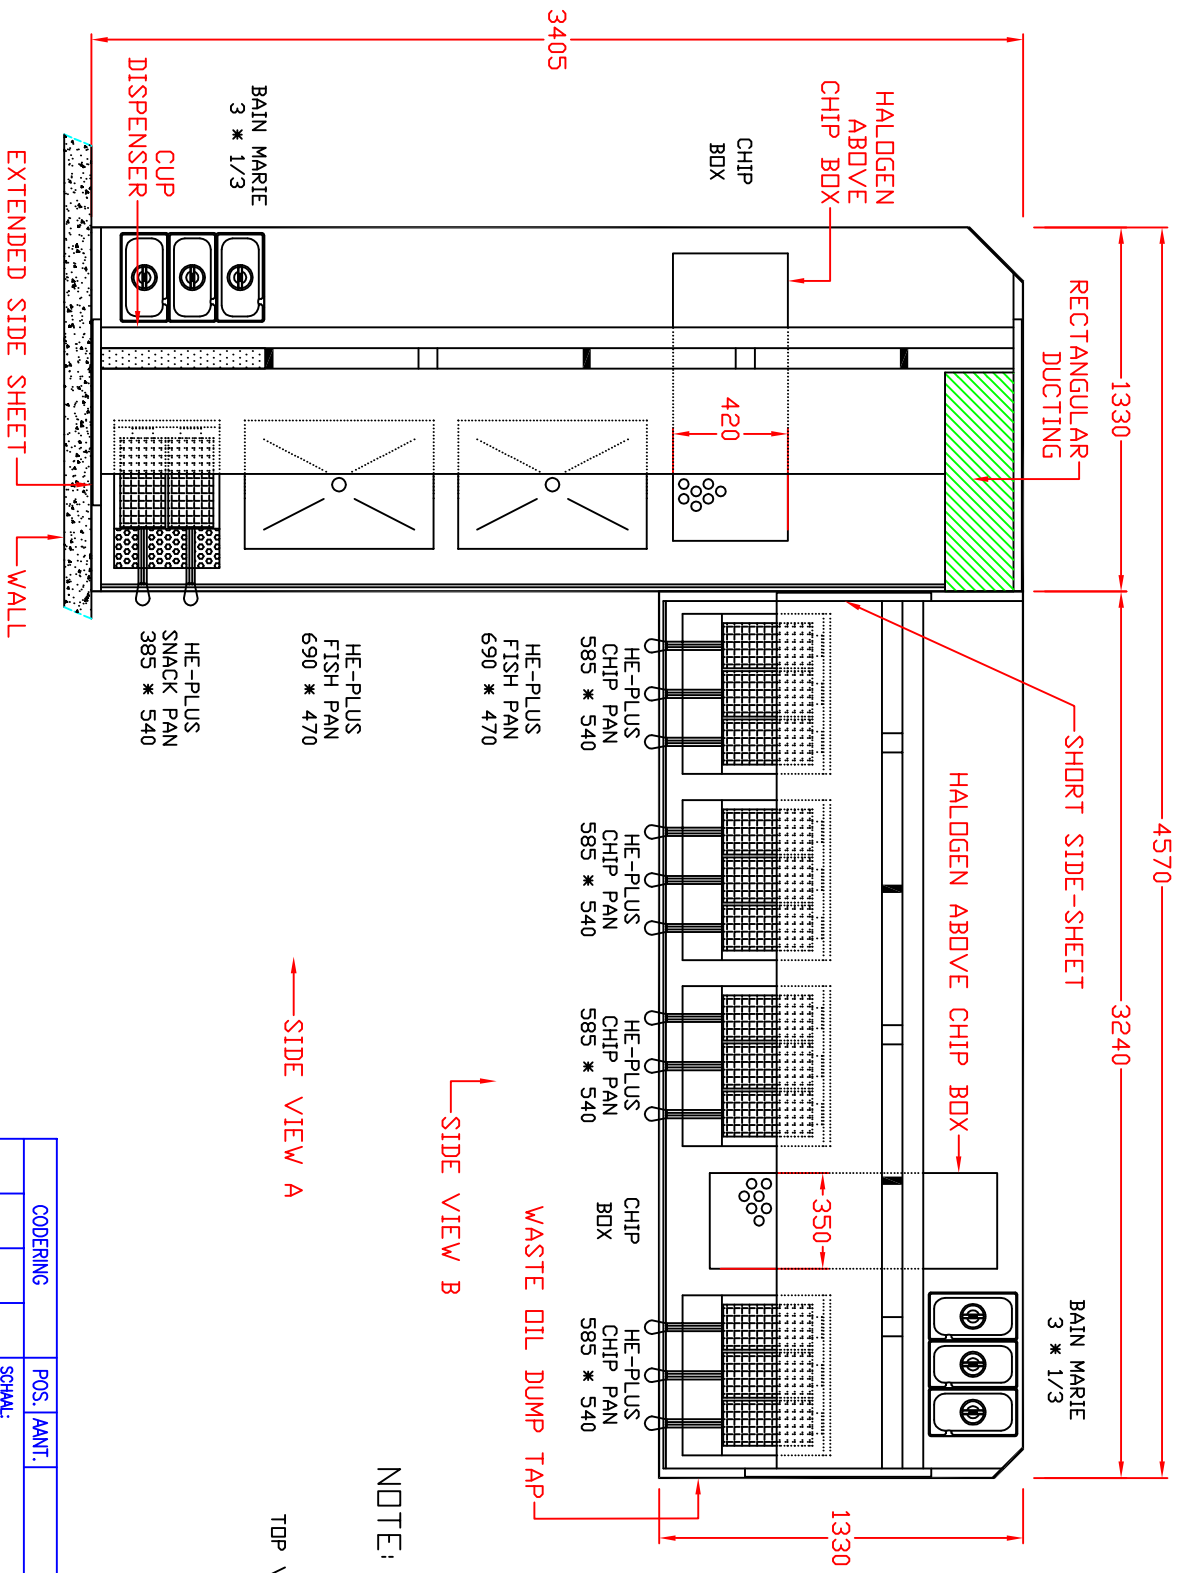 4570
1330
3240
BAIN MARIE
3 * 1/3
RECTANGULAR
DUCTING
SHORT SIDE-SHEET
HALOGEN ABOVE CHIP BOX
HALOGEN
ABOVE
CHIP BOX
CHIP
BOX
3405
420
350
1330
HE-PLUS
CHIP PAN
585 * 540
HE-PLUS
CHIP PAN
585 * 540
HE-PLUS
CHIP PAN
585 * 540
CHIP
BOX
HE-PLUS
CHIP PAN
585 * 540
HE-PLUS
FISH PAN
690 * 470
HE-PLUS
FISH PAN
690 * 470
HE-PLUS
SNACK PAN
385 * 540
BAIN MARIE
3 * 1/3
CUP
DISPENSER
EXTENDED SIDE SHEET
WALL
WASTE OIL DUMP TAP
SIDE VIEW B
SIDE VIEW A
NOTE:
TOP
CODERING
POS.
AANT.
SCHAAL: